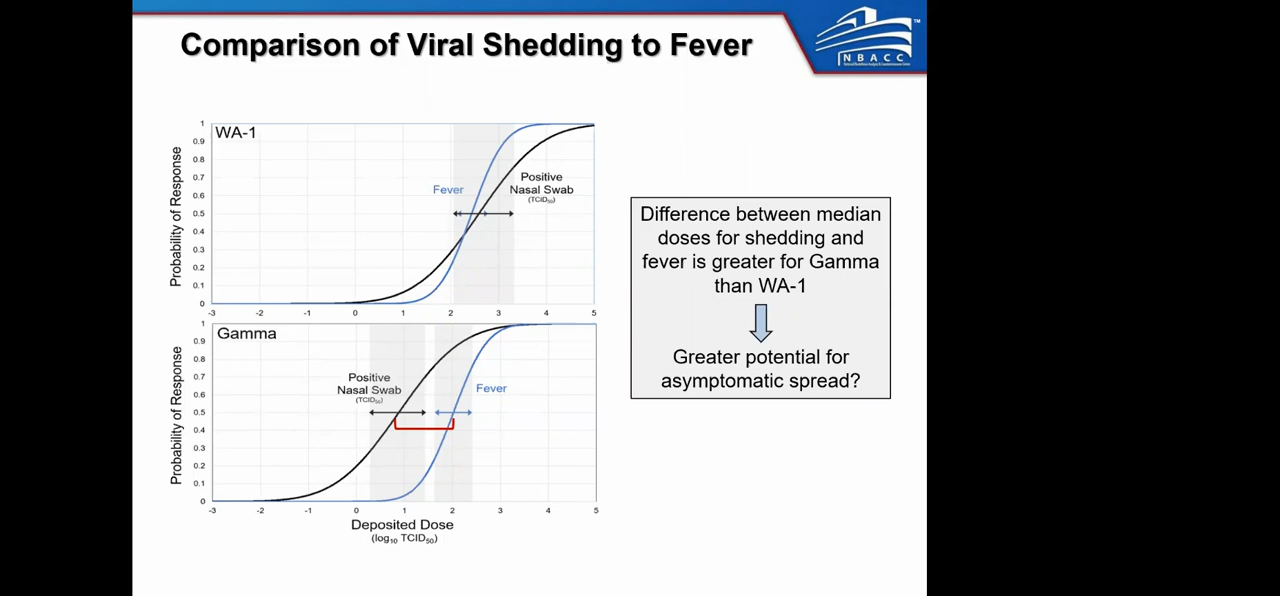 Comparison of Viral Shedding to Fever
NBACC
TM
WA-1
Probability of Response
1
0.9
0.8
0.7
0.6
0.5
0.4
0.3
0.2
0.1
0
-3 -2 -1 0 1 2 3 4 5
Fever
Positive
Nasal Swab
(TCID50)
Gamma
Probability of Response
1
0.9
0.8
0.7
0.6
0.5
0.4
0.3
0.2
0.1
0
-3 -2 -1 0 1 2 3 4 5
Positive
Nasal Swab
(TCID50)
Fever
Deposited Dose
(log10 TCID50)
Difference between median
doses for shedding and
fever is greater for Gamma
than WA-1
Greater potential for
asymptomatic spread?